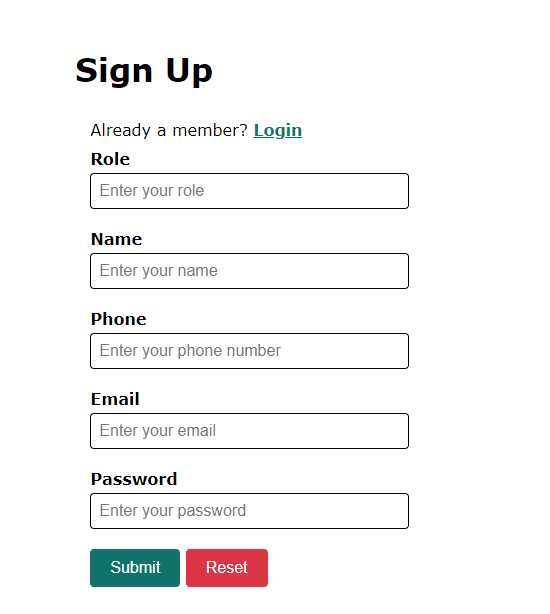 Sign Up
Already a member? Login
Role
Enter your role
Name
Enter your name
Phone
Enter your phone number
Email
Enter your email
Password
Enter your password
Submit Reset